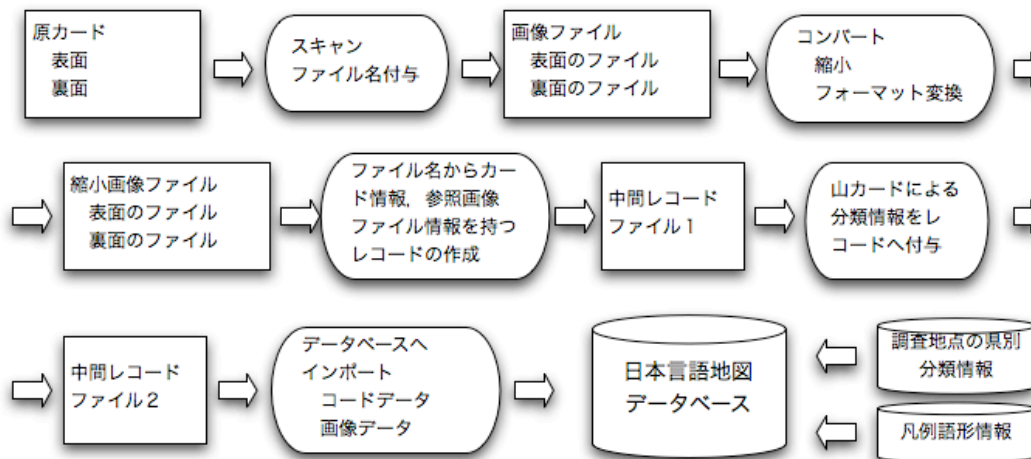 原カード
表面
裏面
スキャン
ファイル名付与
画像ファイル
表面のファイル
裏面のファイル
コンバート
縮小
フォーマット変換
縮小画像ファイル
表面のファイル
裏面のファイル
ファイル名からカー
ド情報，参照画像
ファイル情報を持つ
レコードの作成
中間レコード
ファイル１
山カードによる
分類情報をレ
コードへ付与
中間レコード
ファイル２
データベースへ
インポート
コードデータ
画像データ
日本言語地図
データベース
調査地点の県別
分類情報
凡例語形情報